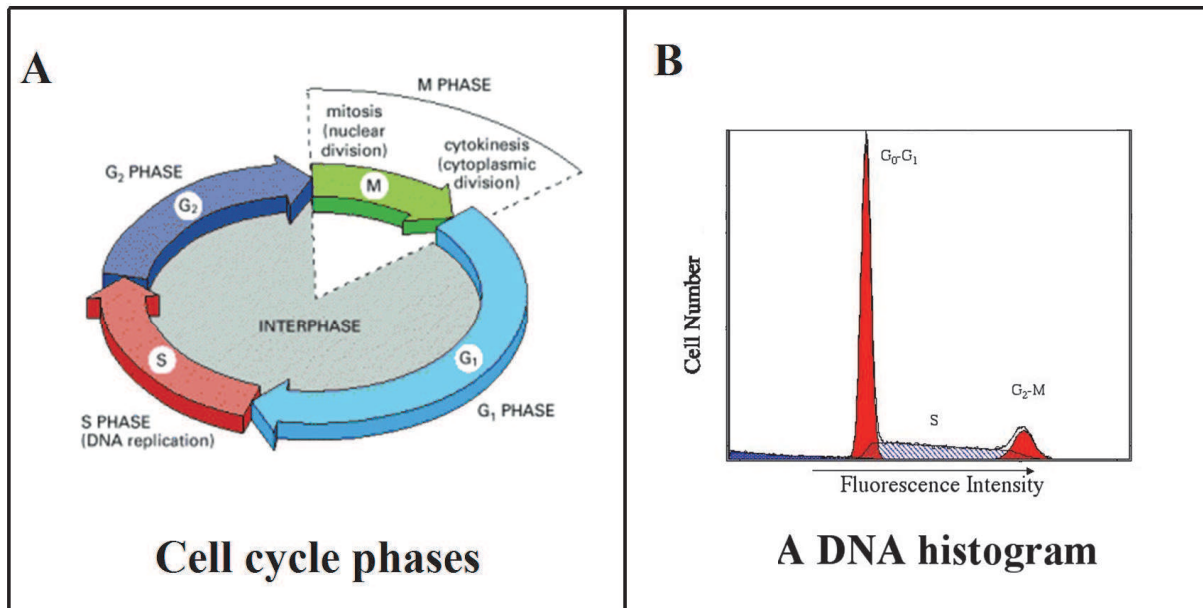 A
M PHASE
mitosis
(nuclear
division)
cytokinesis
(cytoplasmic
division)
G₂ PHASE
G₂
M
INTERPHASE
S
G₁
S PHASE
(DNA replication)
G₁ PHASE
Cell cycle phases
B
G₀-G₁
G₂-M
S
Cell Number
Fluorescence Intensity
A DNA histogram